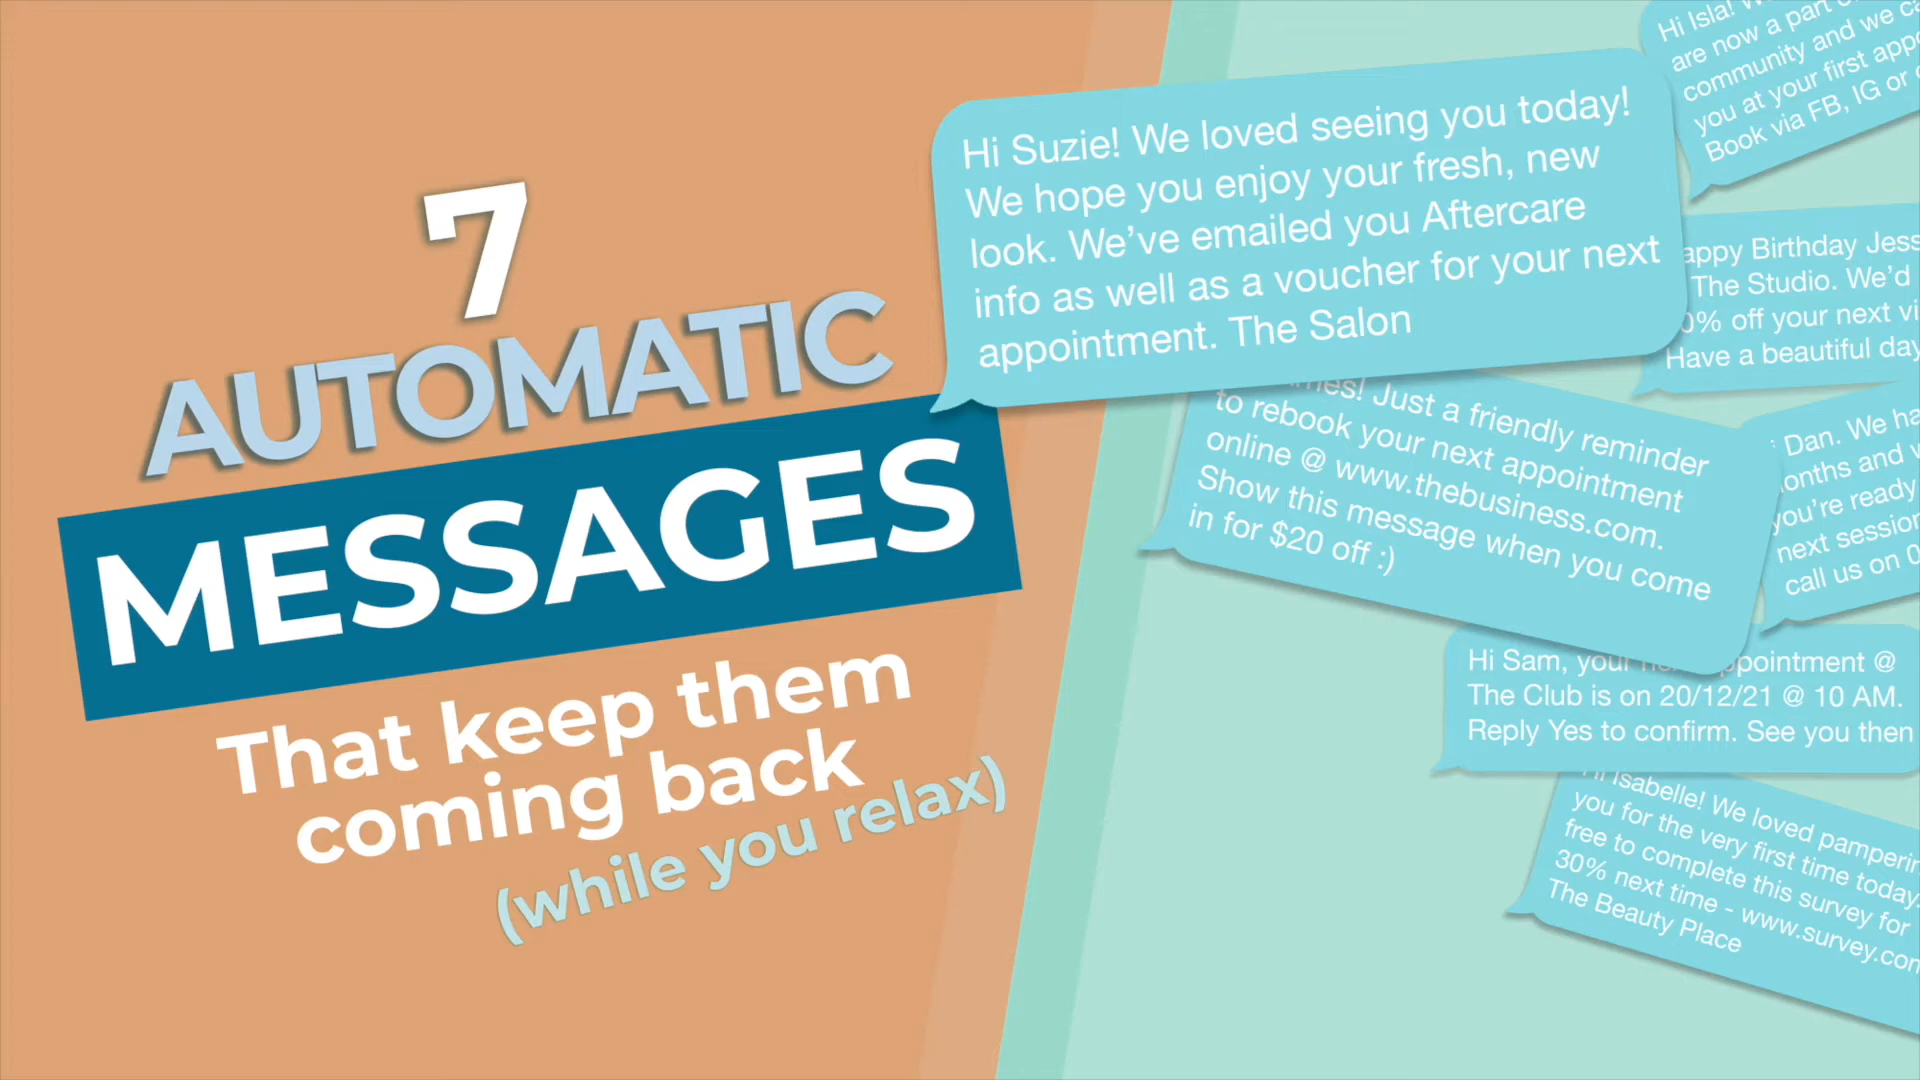 7
AUTOMATIC
MESSAGES
That keep them
coming back
(while you relax)
Hi Suzie! We loved seeing you today!
We hope you enjoy your fresh, new
look. We’ve emailed you Aftercare
info as well as a voucher for your next
appointment. The Salon
Hi Isla!
are now a part
community and we
you at your first
Book via FB, IG or
Birthday
The Studio. We’d
off your next
Have a beautiful day
Just a friendly reminder
to rebook your next appointment
online @ www.thebusiness.com.
Show this message when you come
in for $20 off :)
Dan. We
and
you’re ready
next
call us on
Hi Sam, your @
The Club is on 20/12/21 @ 10 AM.
Reply Yes to confirm. See you then
Isabelle! We loved
you for the very first time today.
free to complete this survey for
30% next time - www.survey.com
The Beauty Place